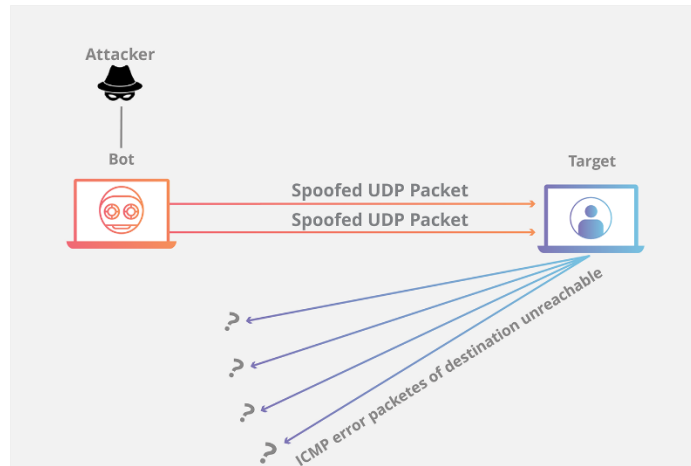 Attacker
Bot
Target
Spoofed UDP Packet
Spoofed UDP Packet
?
?
?
?
ICMP error packetes of destination unreachable